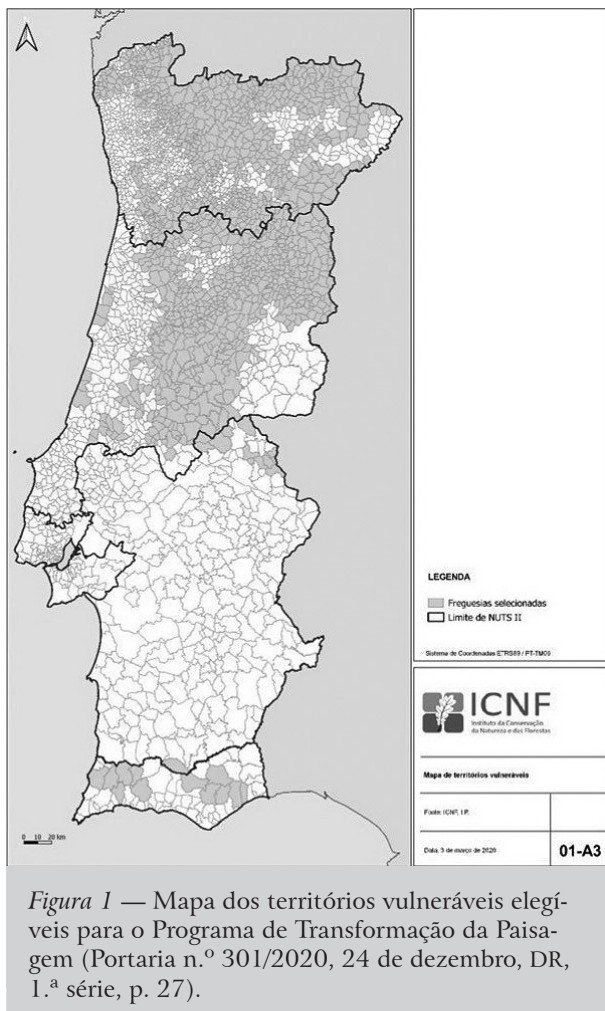 0 10 20 km
LEGENDA
Freguesias selecionadas
Limite de NUTS II
Sistema de Coordenadas ETRS89 / PT-TM06
ICNF
Instituto da Conservação
da Natureza e das Florestas
Mapa de territórios vulneráveis
Fonte: ICNF, I.P.
Data: 3 de março de 2020
01-A3
Figura 1 — Mapa dos territórios vulneráveis elegí-
veis para o Programa de Transformação da Paisa-
gem (Portaria n.º 301/2020, 24 de dezembro, DR,
1.ª série, p. 27).